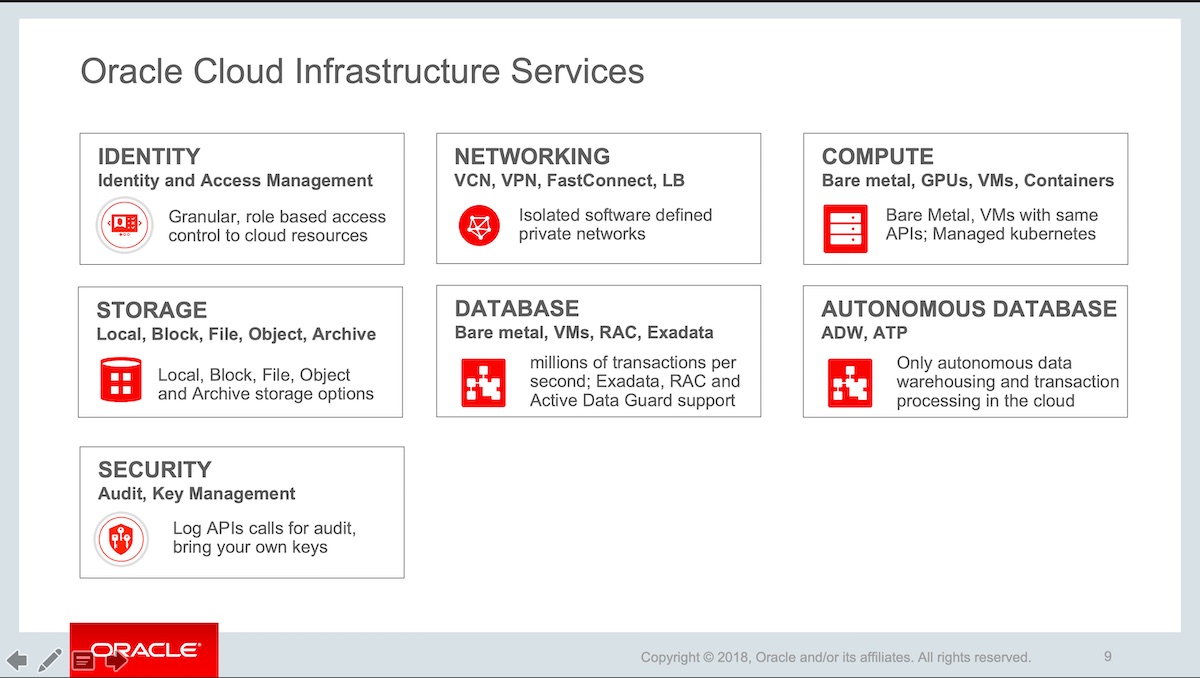 Oracle Cloud Infrastructure Services
IDENTITY
Identity and Access Management
Granular, role based access
control to cloud resources
NETWORKING
VCN, VPN, FastConnect, LB
Isolated software defined
private networks
COMPUTE
Bare metal, GPUs, VMs, Containers
Bare Metal, VMs with same
APIs; Managed kubernetes
STORAGE
Local, Block, File, Object, Archive
Local, Block, File, Object
and Archive storage options
DATABASE
Bare metal, VMs, RAC, Exadata
millions of transactions per
second; Exadata, RAC and
Active Data Guard support
AUTONOMOUS DATABASE
ADW, ATP
Only autonomous data
warehousing and transaction
processing in the cloud
SECURITY
Audit, Key Management
Log APIs calls for audit,
bring your own keys
ORACLE®
Copyright © 2018, Oracle and/or its affiliates. All rights reserved.
9